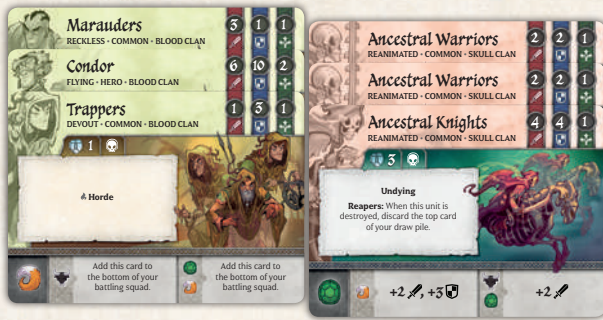 Marauders 3 1 1
RECKLESS • COMMON • BLOOD CLAN
Condor 6 10 2
FLYING • HERO • BLOOD CLAN
Trappers 1 3 1
DEVOUT • COMMON • BLOOD CLAN
1
Horde
Add this card to
the bottom of your
battling squad.
Add this card to
the bottom of your
battling squad.
Ancestral Warriors 2 2 1
REANIMATED • COMMON • SKULL CLAN
Ancestral Warriors 2 2 1
REANIMATED • COMMON • SKULL CLAN
Ancestral Knights 4 4 1
REANIMATED • COMMON • SKULL CLAN
3
Undying
Reapers: When this unit is
destroyed, discard the top card
of your draw pile.
+2 , +3
+2